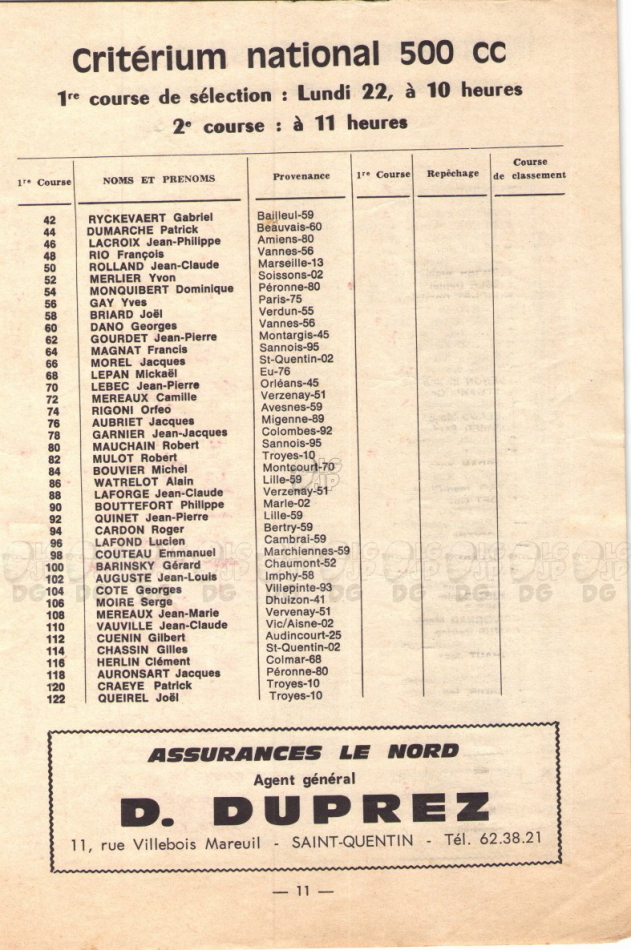 Critérium national 500 cc
1re course de sélection : Lundi 22, à 10 heures
2e course : à 11 heures
1re Course NOMS ET PRENOMS Provenance 1re Course Repêchage Course de classement
42 RYCKEVAERT Gabriel Bailleul-59
44 DUMARCHE Patrick Beauvais-60
46 LACROIX Jean-Philippe Amiens-80
48 RIO François Vannes-56
50 ROLLAND Jean-Claude Marseille-13
52 MERLIER Yvon Soissons-02
54 MONQUIBERT Dominique Péronne-80
56 GAY Yves Paris-75
58 BRIARD Joël Verdun-55
60 DANO Georges Vannes-56
62 GOURDET Jean-Pierre Montargis-45
64 MAGNAT Francis Sannois-95
66 MOREL Jacques St-Quentin-02
68 LEPAN Mickaël Eu-76
70 LEBEC Jean-Pierre Orléans-45
72 MEREAUX Camille Verzenay-51
74 RIGONI Orfeo Avesnes-59
76 AUBRIET Jacques Migenne-89
78 GARNIER Jean-Jacques Colombes-92
80 MAUCHAIN Robert Sannois-95
82 MULOT Robert Troyes-10
84 BOUVIER Michel Montcourt-70
86 WATRELOT Alain Lille-59
88 LAFORGE Jean-Claude Verzenay-51
90 BOUTTEFORT Philippe Marle-02
92 QUINET Jean-Pierre Lille-59
94 CARDON Roger Bertry-59
96 LAFOND Lucien Cambrai-59
98 COUTEAU Emmanuel Marchiennes-59
100 BARINSKY Gérard Chaumont-52
102 AUGUSTE Jean-Louis Imphy-58
104 COTE Georges Villepinte-93
106 MOIRE Serge Dhuizon-41
108 MEREAUX Jean-Marie Vervenay-51
110 VAUVILLE Jean-Claude Vic/Aisne-02
112 CUENIN Gilbert Audincourt-25
114 CHASSIN Gilles St-Quentin-02
116 HERLIN Clément Colmar-68
118 AURONSART Jacques Péronne-80
120 CRAEYE Patrick Troyes-10
122 QUEIREL Joël Troyes-10
ASSURANCES LE NORD
Agent général
D. DUPREZ
11, rue Villebois Mareuil - SAINT-QUENTIN - Tél. 62.38.21
— 11 —